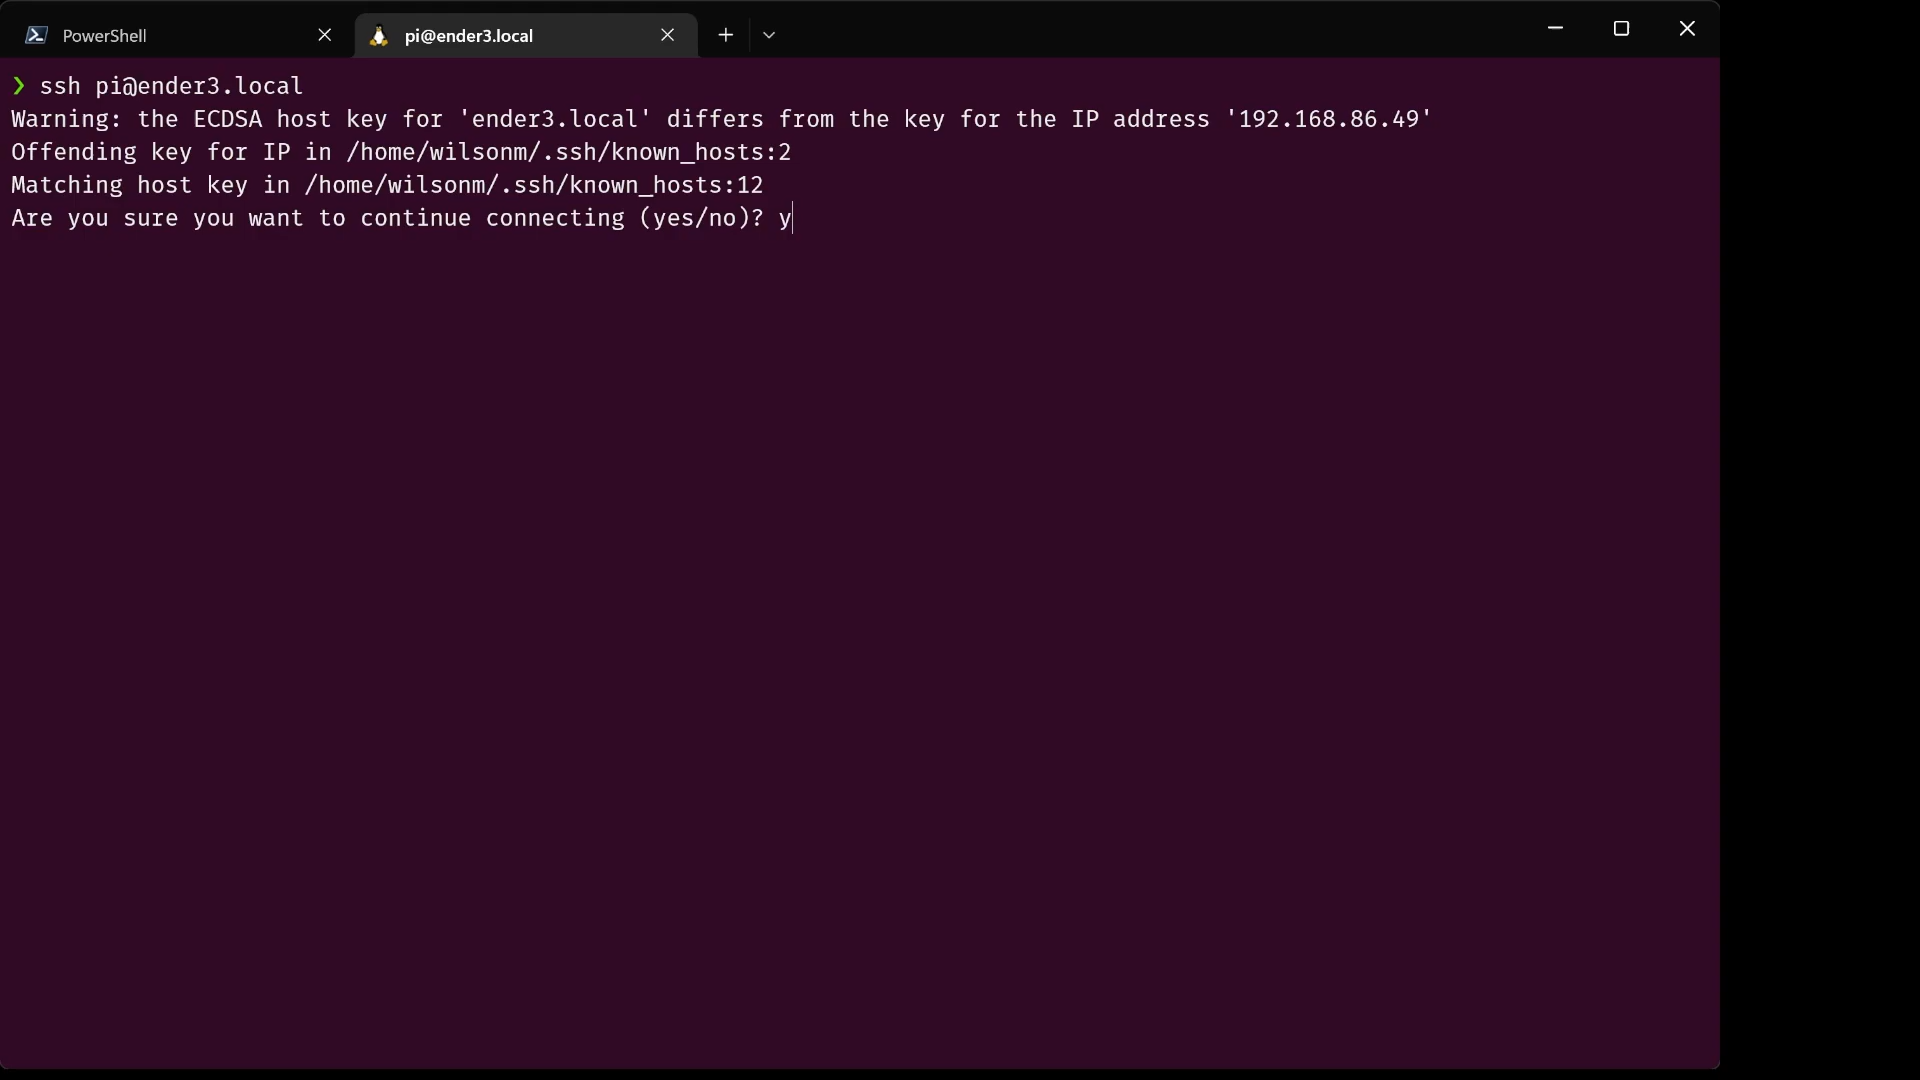 PowerShell
pi@ender3.local
❯ ssh pi@ender3.local
Warning: the ECDSA host key for 'ender3.local' differs from the key for the IP address '192.168.86.49'
Offending key for IP in /home/wilsonm/.ssh/known_hosts:2
Matching host key in /home/wilsonm/.ssh/known_hosts:12
Are you sure you want to continue connecting (yes/no)? y